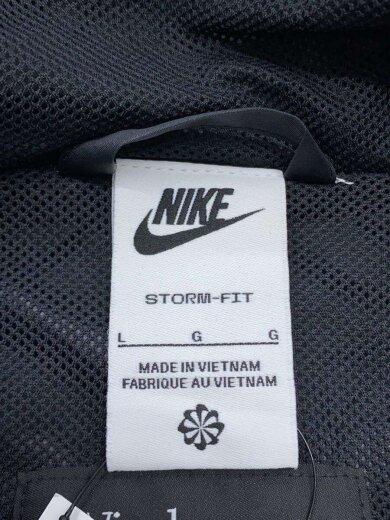 NIKE
STORM-FIT
L G G
MADE IN VIETNAM
FABRIQUE AU VIETNAM